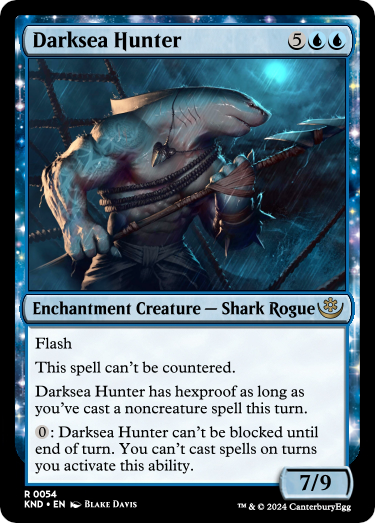 Darksea Hunter 5
Enchantment Creature — Shark Rogue
Flash
This spell can't be countered.
Darksea Hunter has hexproof as long as
you've cast a noncreature spell this turn.
0: Darksea Hunter can't be blocked until
end of turn. You can't cast spells on turns
you activate this ability.
7/9
R 0054
KND • EN Blake Davis
™ & © 2024 CanterburyEgg